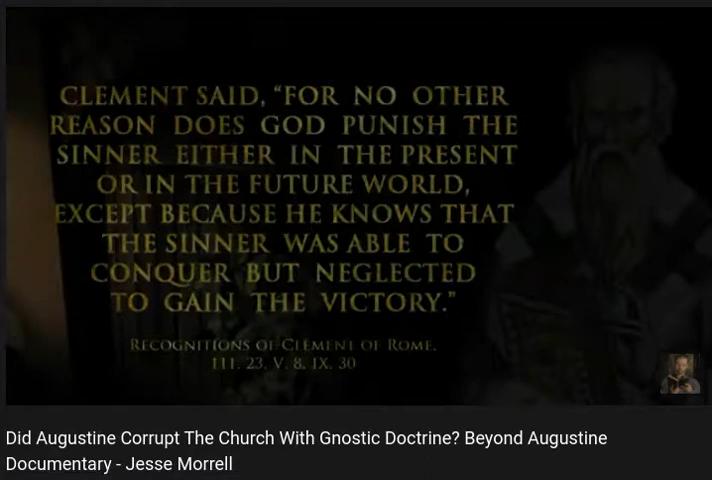 CLEMENT SAID, "FOR NO OTHER
REASON DOES GOD PUNISH THE
SINNER EITHER IN THE PRESENT
OR IN THE FUTURE WORLD,
EXCEPT BECAUSE HE KNOWS THAT
THE SINNER WAS ABLE TO
CONQUER BUT NEGLECTED
TO GAIN THE VICTORY."
RECOGNITIONS OF CLEMENT OF ROME.
111. 23, V. 8, IX. 30
Did Augustine Corrupt The Church With Gnostic Doctrine? Beyond Augustine
Documentary - Jesse Morrell